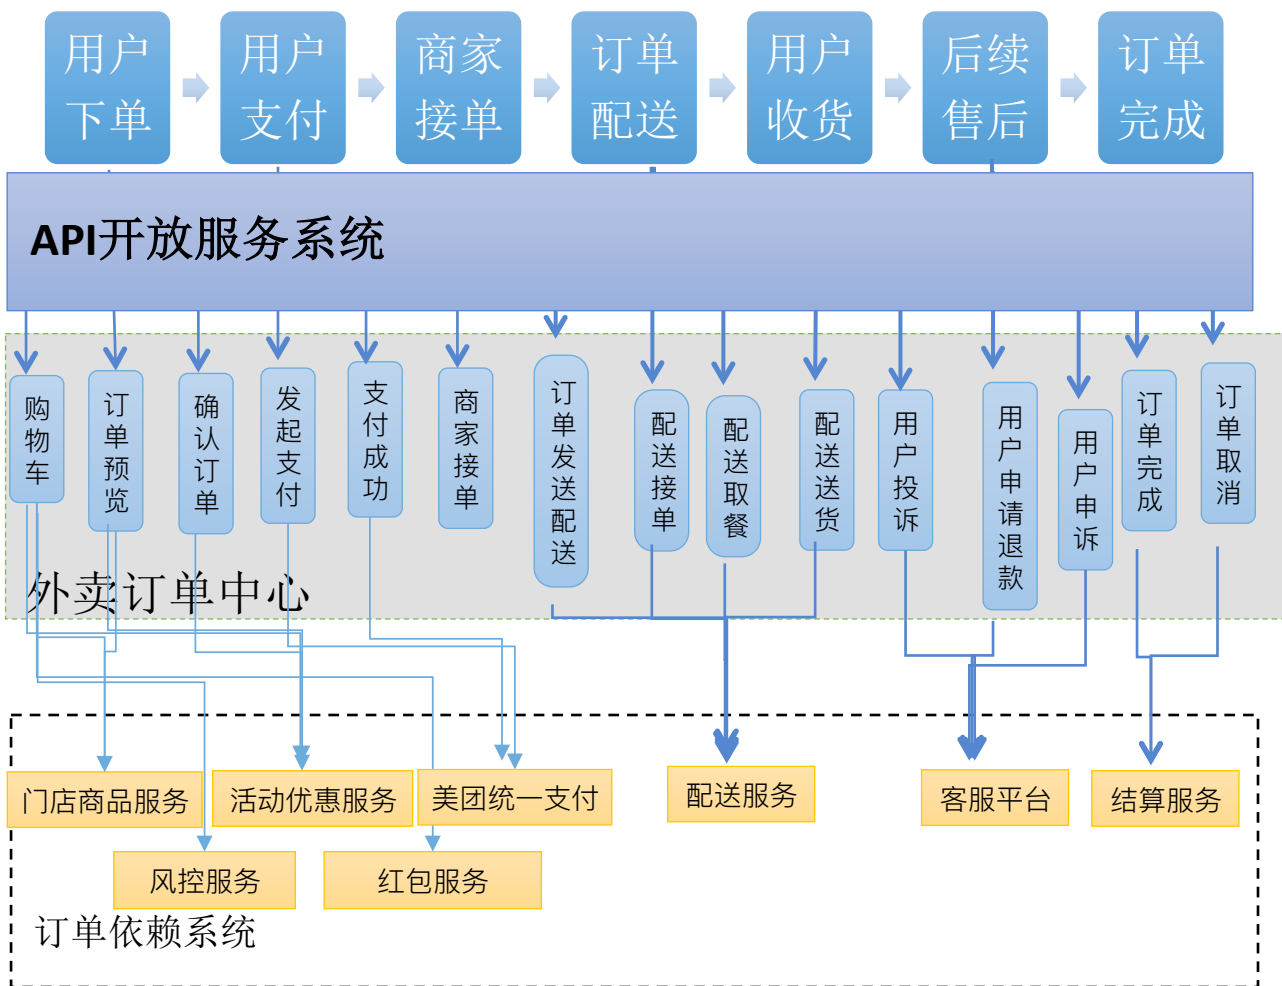 用户
下单
用户
支付
商家
接单
订单
配送
用户
收货
后续
售后
订单
完成
API开放服务系统
购物车
订单预览
确认订单
发起支付
支付成功
商家接单
订单发送配送
配送接单
配送取餐
配送送货
用户投诉
用户申请退款
用户申诉
订单完成
订单取消
外卖订单中心
门店商品服务
活动优惠服务
美团统一支付
配送服务
客服平台
结算服务
风控服务
红包服务
订单依赖系统